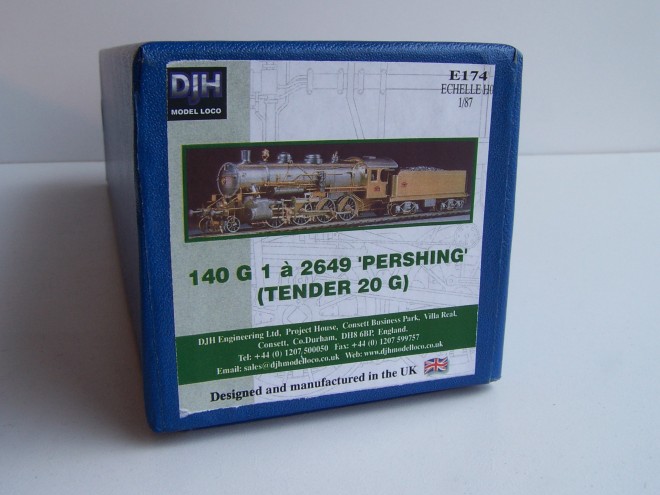 DJH
MODEL LOCO
E174
ECHELLE HO
1/87
140 G 1 à 2649 'PERSHING'
(TENDER 20 G)
DJH Engineering Ltd, Project House, Consett Business Park, Villa Real,
Consett, Co.Durham, DH8 6BP, England.
Tel: +44 (0) 1207 500050 Fax: +44 (0) 1207 599757
Email: sales@djhmodelloco.co.uk Web: www.djhmodelloco.co.uk
Designed and manufactured in the UK